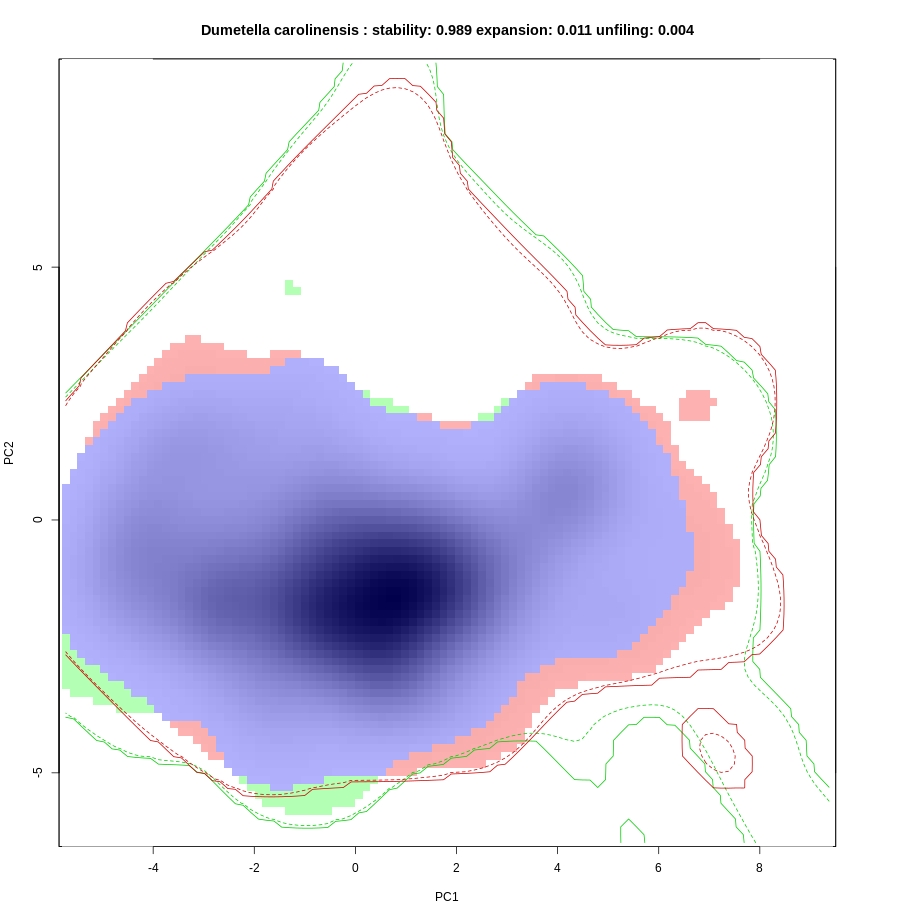 Dumetella carolinensis : stability: 0.989 expansion: 0.011 unfiling: 0.004
5
0
-5
PC2
-4 -2 0 2 4 6 8
PC1